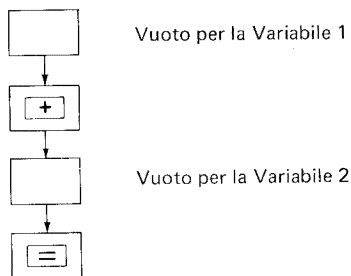 Vuoto per la Variabile 1
+
Vuoto per la Variabile 2
=